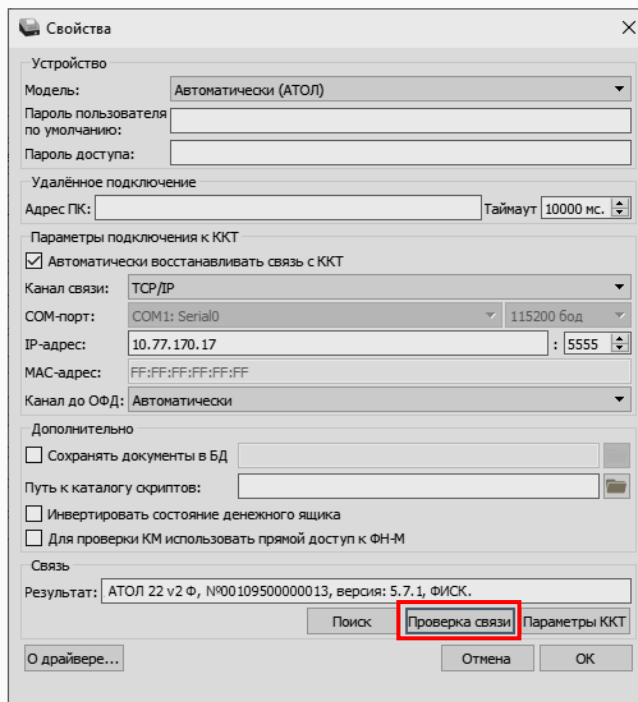 Свойства
Устройство
Модель: Автоматически (АТОЛ)
Пароль пользователя
по умолчанию:
Пароль доступа:
Удалённое подключение
Адрес ПК: Таймаут 10000 мс.
Параметры подключения к ККТ
Автоматически восстанавливать связь с ККТ
Канал связи: TCP/IP
COM-порт: COM1: Serial0 115200 бод
IP-адрес: 10.77.170.17 : 5555
MAC-адрес: FF:FF:FF:FF:FF:FF
Канал до ОФД: Автоматически
Дополнительно
Сохранять документы в БД
Путь к каталогу скриптов:
Инвертировать состояние денежного ящика
Для проверки КМ использовать прямой доступ к ФН-М
Связь
Результат: АТОЛ 22 v2 Ф, №00109500000013, версия: 5.7.1, ФИСК.
Поиск Проверка связи Параметры ККТ
О драйвере... Отмена ОК